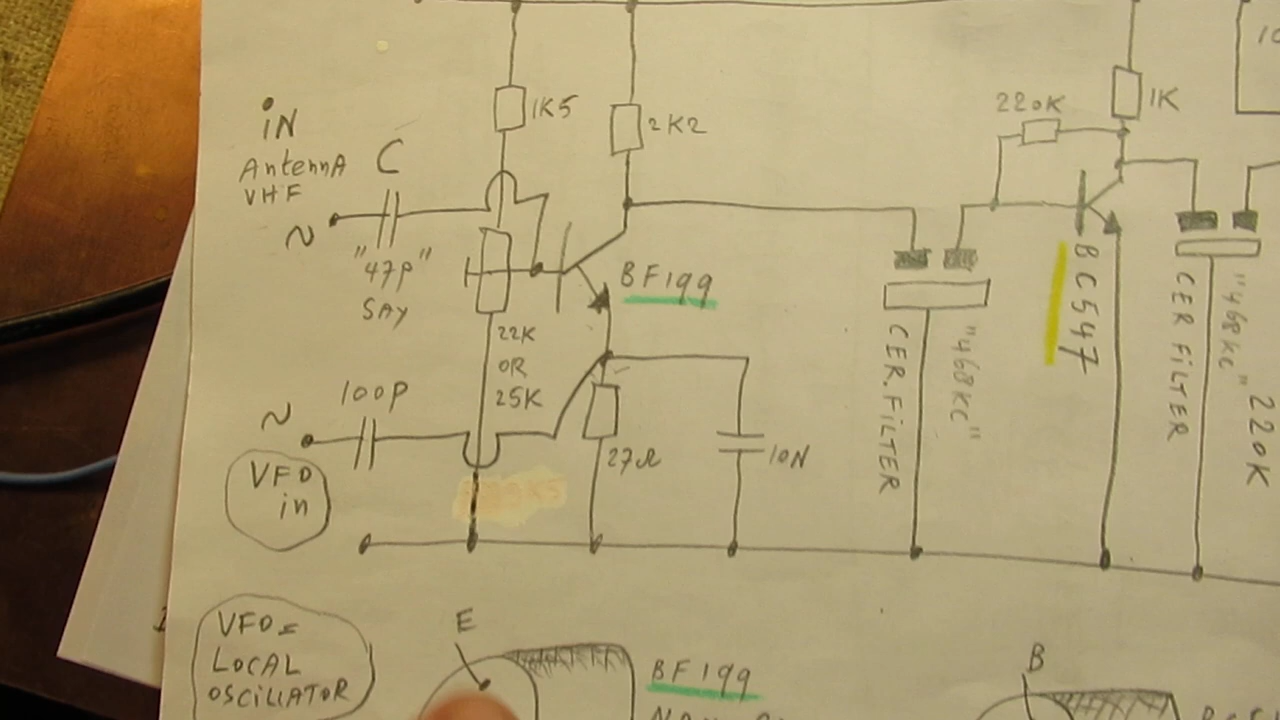 iN
AntennA
VHF
C
~
"47P"
SAY
1K5
2K2
BF199
22K
OR
25K
100P
~
VFO
in
27Ω
10N
CER.FILTER
"468KC"
220K
1K
BC547
CER FILTER
"468KC"
220K
10
VFO =
LOCAL
OSCILLATOR
E
BF199
B